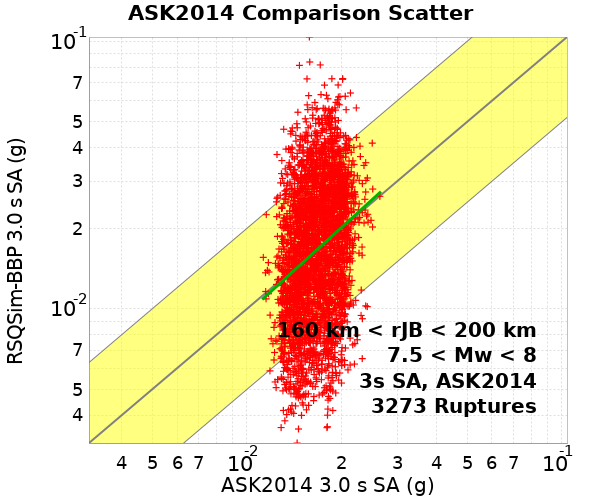 ASK2014 Comparison Scatter
10-1
7
5
4
3
2
10-2
7
5
4
RSQSim-BBP 3.0 s SA (g)
160 km < rJB < 200 km
7.5 < Mw < 8
3s SA, ASK2014
3273 Ruptures
4 5 6 7 10-2 2 3 4 5 6 7 10-1
ASK2014 3.0 s SA (g)